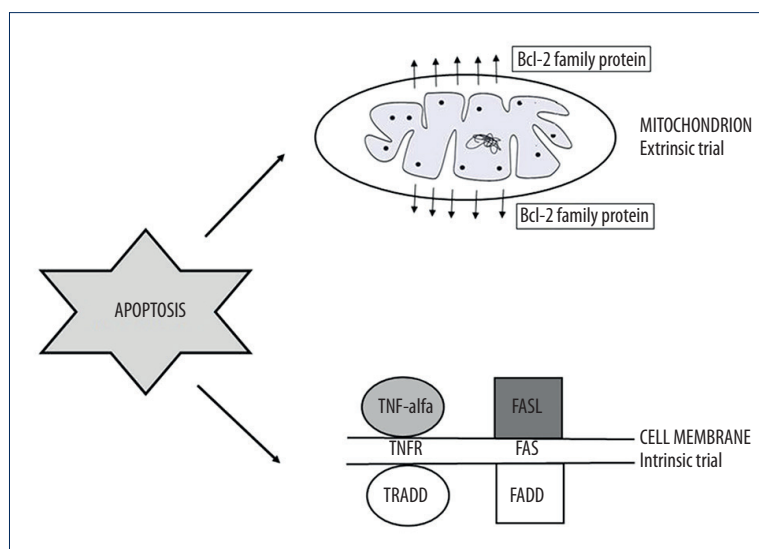 Bcl-2 family protein
MITOCHONDRION
Extrinsic trial
Bcl-2 family protein
APOPTOSIS
TNF-alfa
FASL
TNFR
FAS
CELL MEMBRANE
Intrinsic trial
TRADD
FADD